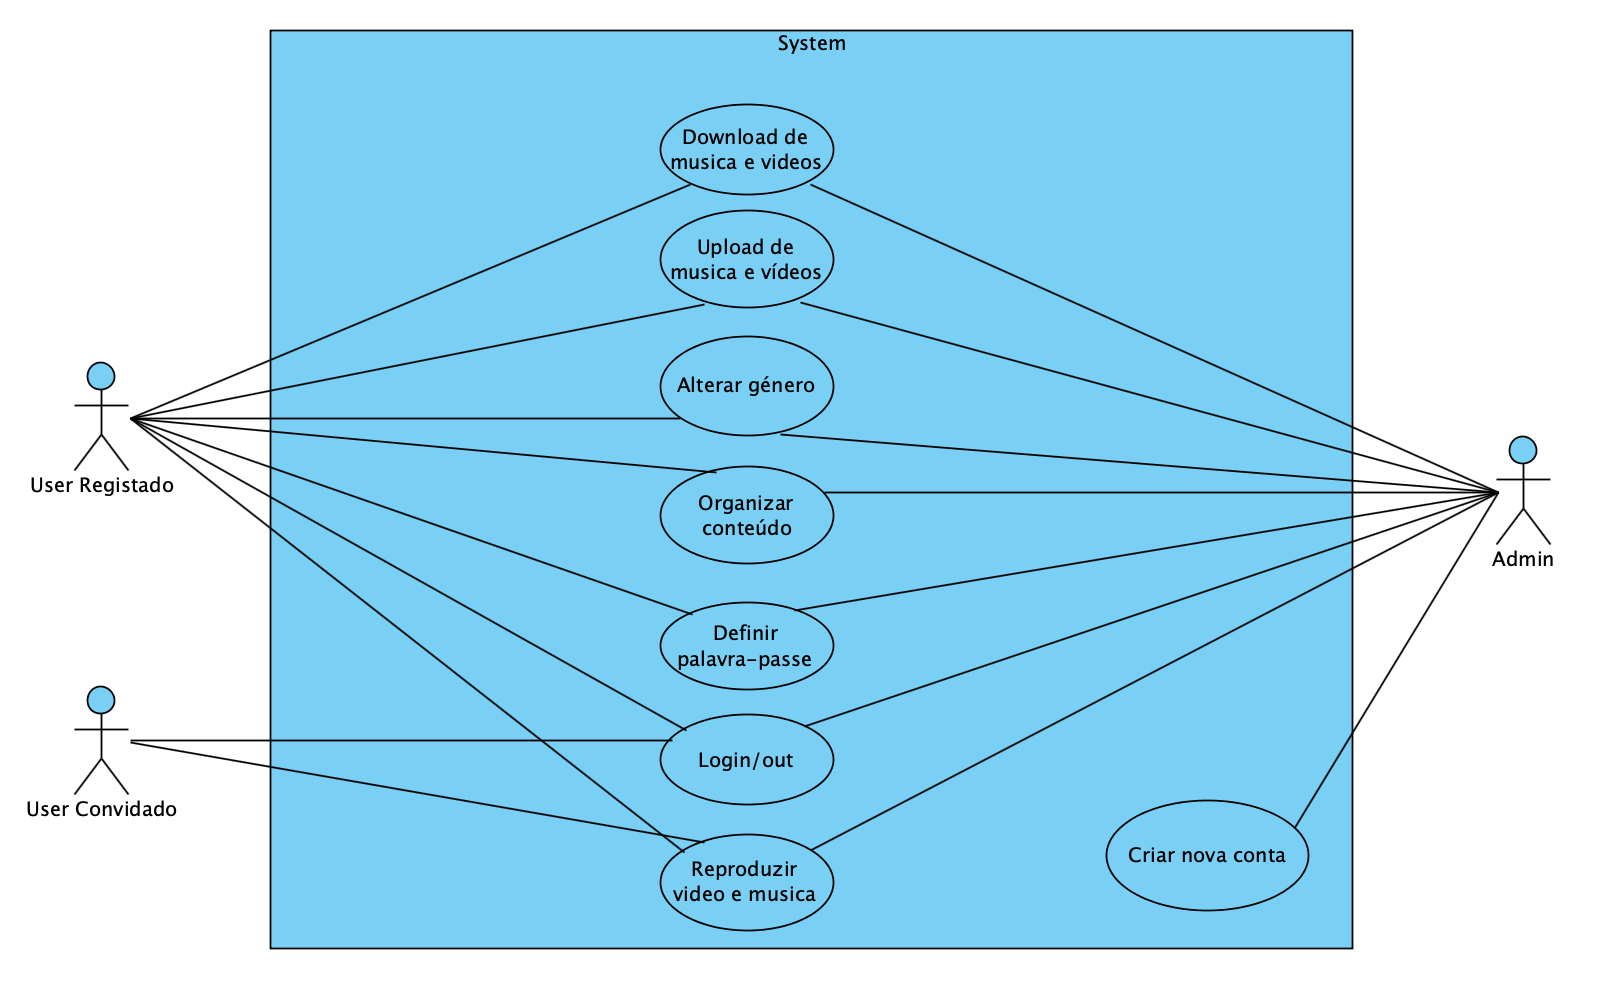 System
Download de
musica e videos
Upload de
musica e vídeos
Alterar género
User Registado
Organizar
conteúdo
Admin
Definir
palavra-passe
Login/out
User Convidado
Criar nova conta
Reproduzir
video e musica